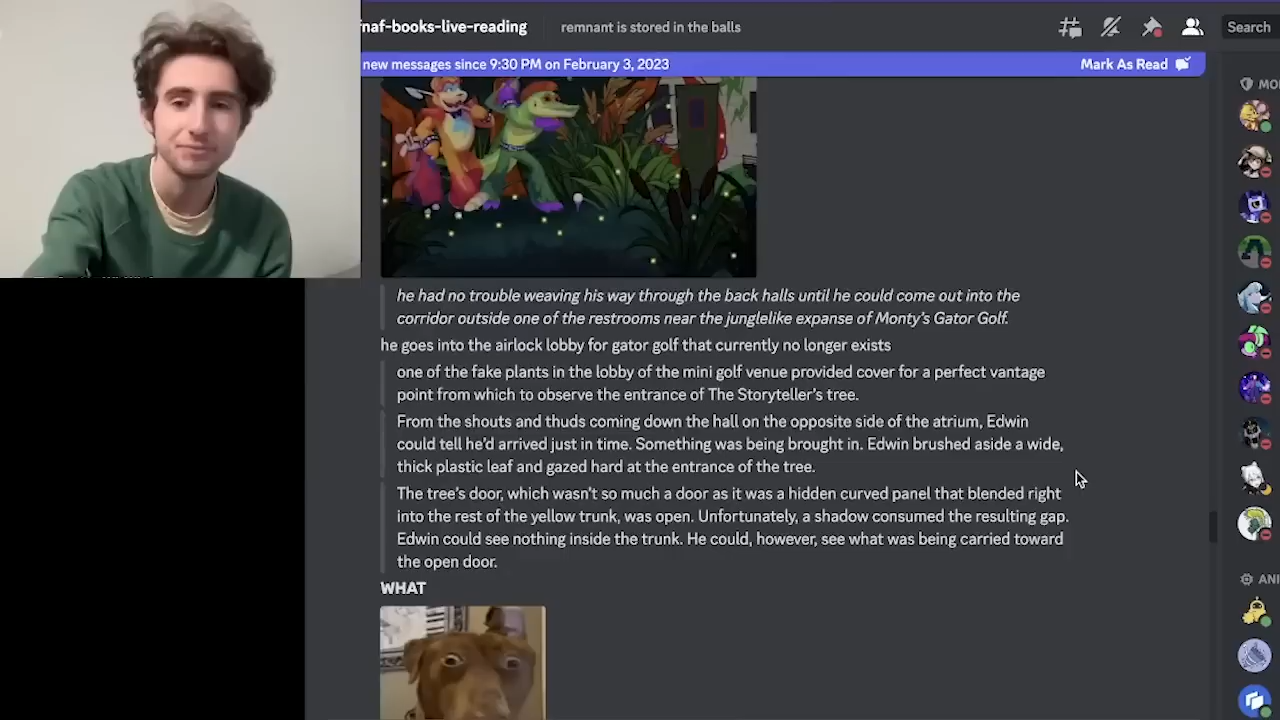 fnaf-books-live-reading
remnant is stored in the balls
Search
new messages since 9:30 PM on February 3, 2023
Mark As Read
he had no trouble weaving his way through the back halls until he could come out into the
corridor outside one of the restrooms near the junglelike expanse of Monty's Gator Golf.
he goes into the airlock lobby for gator golf that currently no longer exists
one of the fake plants in the lobby of the mini golf venue provided cover for a perfect vantage
point from which to observe the entrance of The Storyteller's tree.
From the shouts and thuds coming down the hall on the opposite side of the atrium, Edwin
could tell he'd arrived just in time. Something was being brought in. Edwin brushed aside a wide,
thick plastic leaf and gazed hard at the entrance of the tree.
The tree's door, which wasn't so much a door as it was a hidden curved panel that blended right
into the rest of the yellow trunk, was open. Unfortunately, a shadow consumed the resulting gap.
Edwin could see nothing inside the trunk. He could, however, see what was being carried toward
the open door.
WHAT
MO
ANI